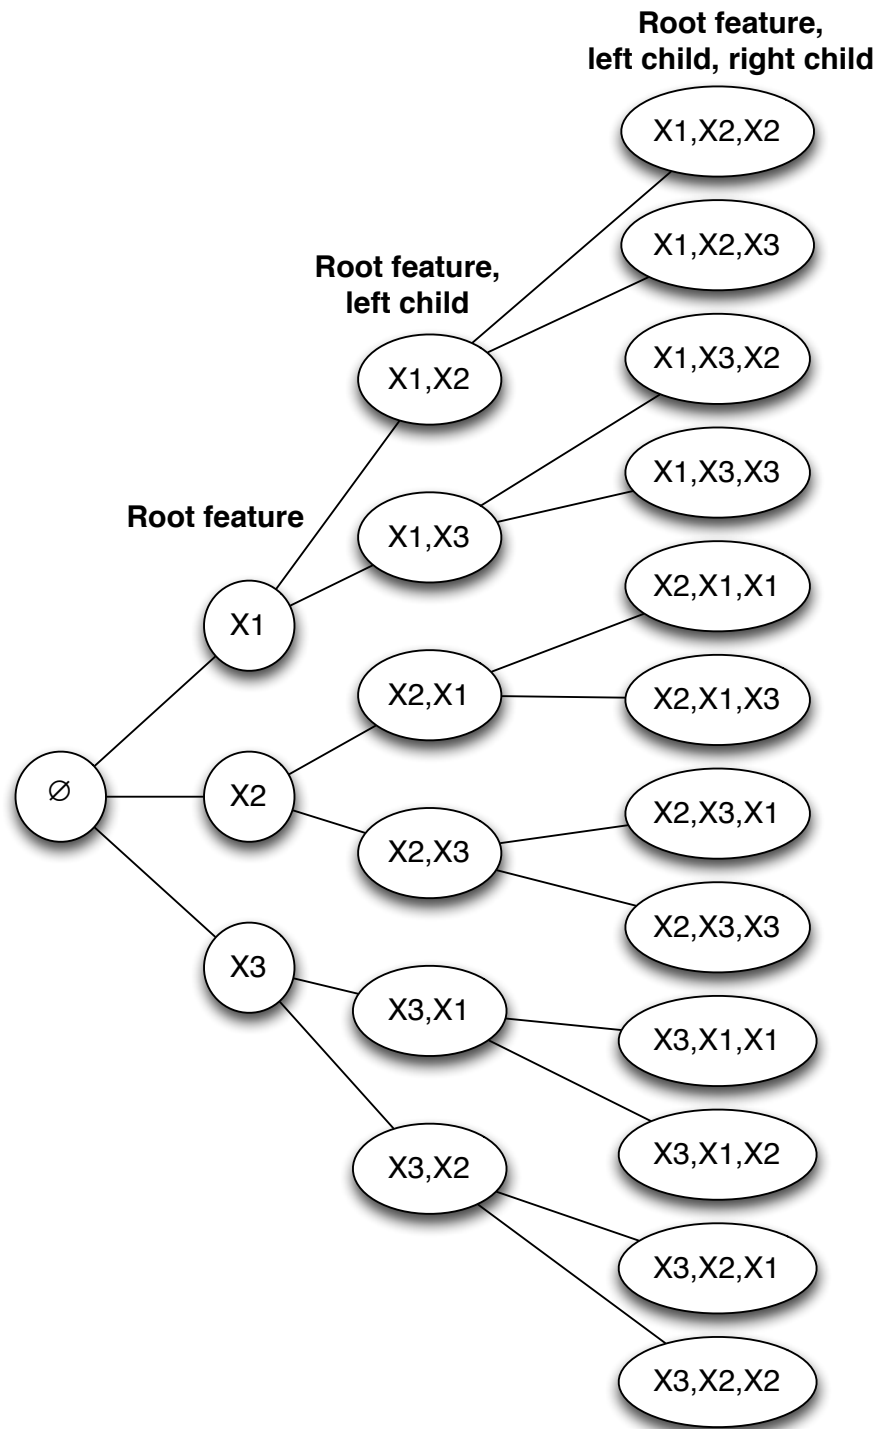 Root feature,
left child, right child
X1,X2,X2
X1,X2,X3
Root feature,
left child
X1,X3,X2
X1,X2
X1,X3,X3
Root feature
X1,X3
X2,X1,X1
X1
X2,X1
X2,X1,X3
∅
X2
X2,X3,X1
X2,X3
X2,X3,X3
X3
X3,X1
X3,X1,X1
X3,X1,X2
X3,X2
X3,X2,X1
X3,X2,X2